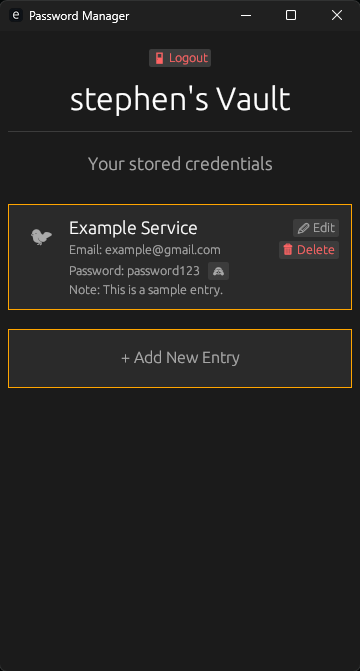 e Password Manager
Logout
stephen's Vault
Your stored credentials
Example Service
Edit
Email: example@gmail.com
Delete
Password: password123
Note: This is a sample entry.
+ Add New Entry